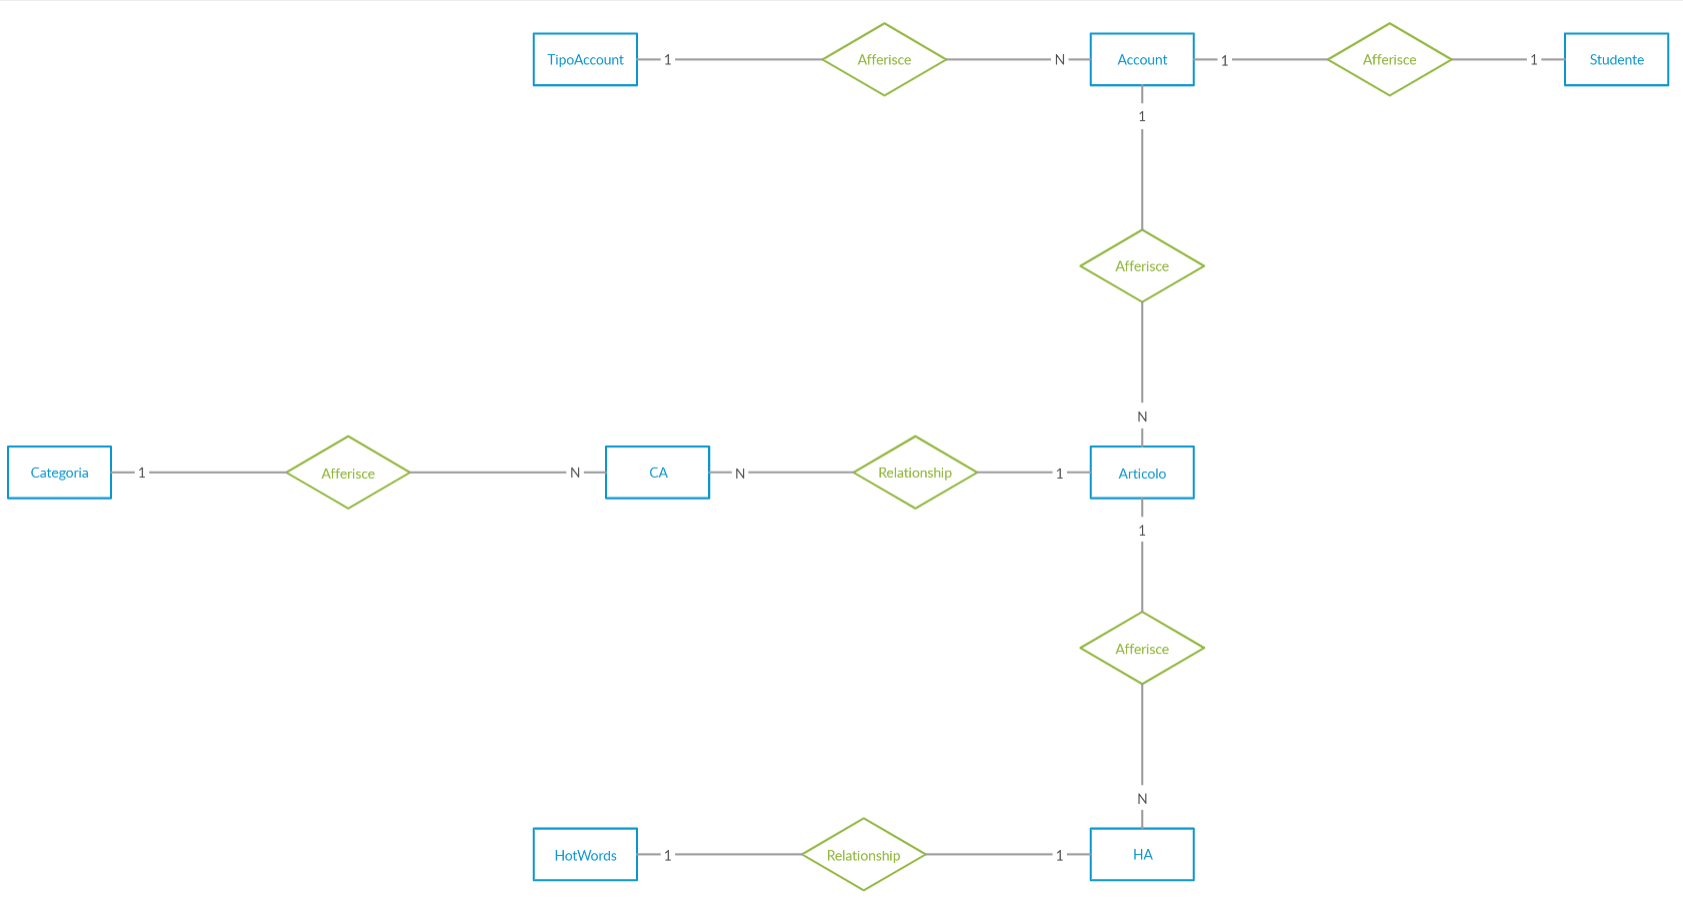 TipoAccount 1 Afferisce N Account 1 Afferisce 1 Studente
1
Afferisce
N
Categoria 1 Afferisce N CA N Relationship 1 Articolo
1
Afferisce
N
HotWords 1 Relationship 1 HA